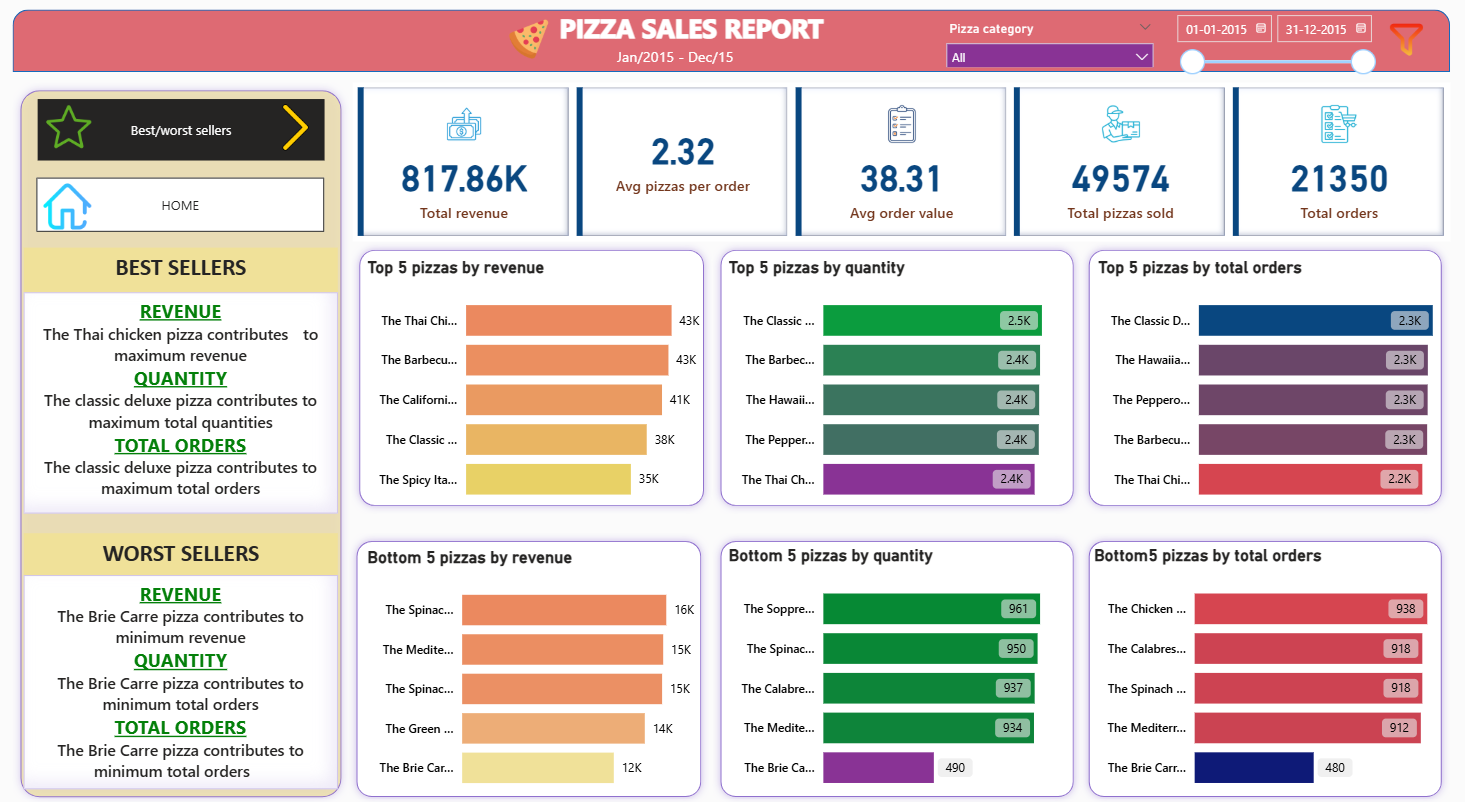 PIZZA SALES REPORT
Jan/2015 - Dec/15
Pizza category
All
01-01-2015
31-12-2015
Best/worst sellers
HOME
BEST SELLERS
REVENUE
The Thai chicken pizza contributes to
maximum revenue
QUANTITY
The classic deluxe pizza contributes to
maximum total quantities
TOTAL ORDERS
The classic deluxe pizza contributes to
maximum total orders
WORST SELLERS
REVENUE
The Brie Carre pizza contributes to
minimum revenue
QUANTITY
The Brie Carre pizza contributes to
minimum total orders
TOTAL ORDERS
The Brie Carre pizza contributes to
minimum total orders
817.86K
Total revenue
2.32
Avg pizzas per order
38.31
Avg order value
49574
Total pizzas sold
21350
Total orders
Top 5 pizzas by revenue
The Thai Chi... 43K
The Barbecu... 43K
The Californi... 41K
The Classic ... 38K
The Spicy Ita... 35K
Top 5 pizzas by quantity
The Classic ... 2.5K
The Barbec... 2.4K
The Hawaii... 2.4K
The Pepper... 2.4K
The Thai Ch... 2.4K
Top 5 pizzas by total orders
The Classic D... 2.3K
The Hawaiia... 2.3K
The Peppero... 2.3K
The Barbecu... 2.3K
The Thai Chi... 2.2K
Bottom 5 pizzas by revenue
The Spinac... 16K
The Medite... 15K
The Spinac... 15K
The Green ... 14K
The Brie Car... 12K
Bottom 5 pizzas by quantity
The Soppre... 961
The Spinac... 950
The Calabre... 937
The Medite... 934
The Brie Ca... 490
Bottom5 pizzas by total orders
The Chicken ... 938
The Calabres... 918
The Spinach ... 918
The Mediterr... 912
The Brie Carr... 480